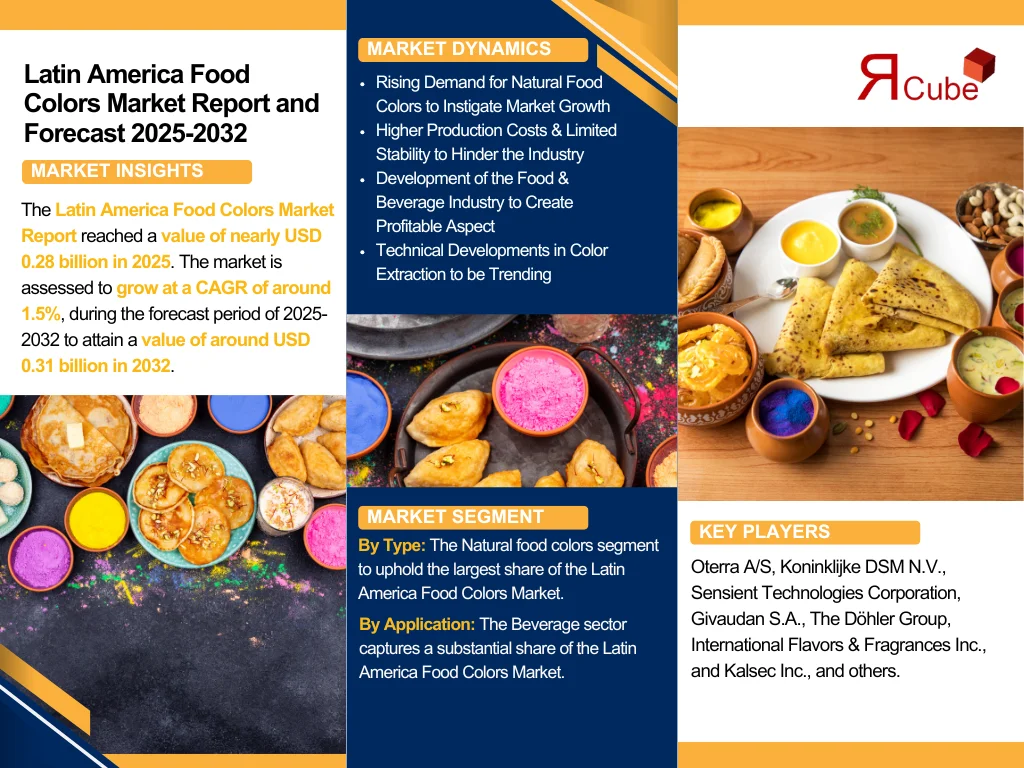 Latin America Food
Colors Market Report and
Forecast 2025-2032
MARKET INSIGHTS
The Latin America Food Colors Market
Report reached a value of nearly USD
0.28 billion in 2025. The market is
assessed to grow at a CAGR of around
1.5%, during the forecast period of 2025-
2032 to attain a value of around USD
0.31 billion in 2032.
MARKET DYNAMICS
• Rising Demand for Natural Food
Colors to Instigate Market Growth
• Higher Production Costs & Limited
Stability to Hinder the Industry
• Development of the Food &
Beverage Industry to Create
Profitable Aspect
• Technical Developments in Color
Extraction to be Trending
MARKET SEGMENT
By Type: The Natural food colors segment
to uphold the largest share of the Latin
America Food Colors Market.
By Application: The Beverage sector
captures a substantial share of the Latin
America Food Colors Market.
ЯCube
KEY PLAYERS
Oterra A/S, Koninklijke DSM N.V.,
Sensient Technologies Corporation,
Givaudan S.A., The Döhler Group,
International Flavors & Fragrances Inc.,
and Kalsec Inc., and others.